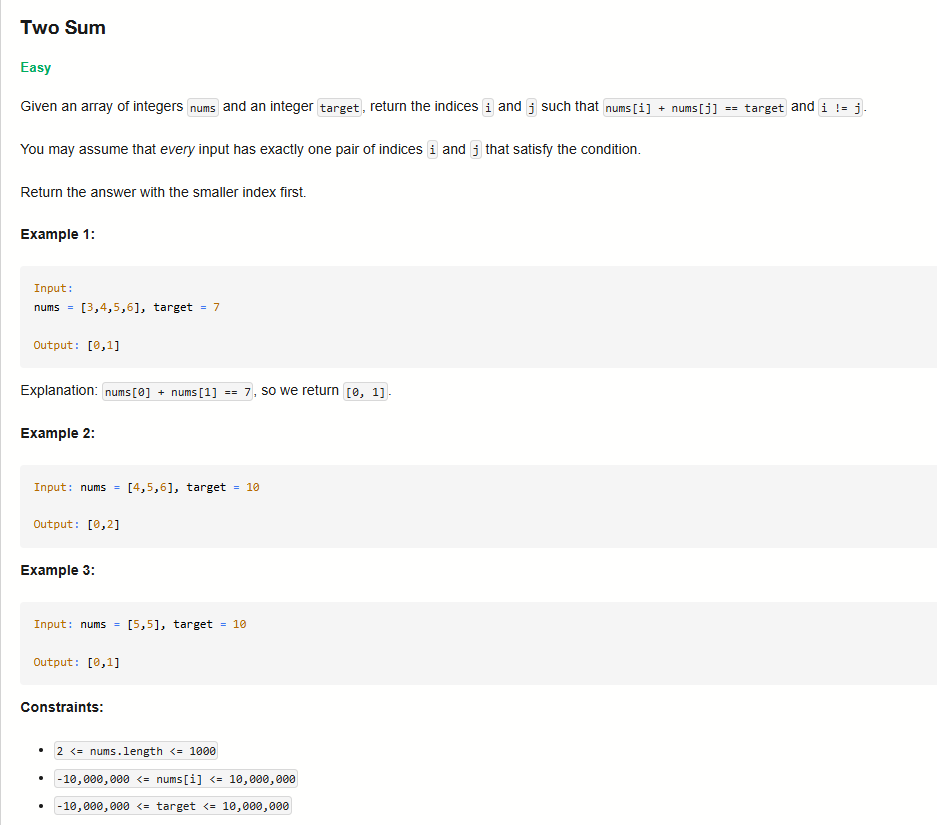 Two Sum
Easy
Given an array of integers nums and an integer target, return the indices i and j such that nums[i] + nums[j] == target and i != j.
You may assume that every input has exactly one pair of indices i and j that satisfy the condition.
Return the answer with the smaller index first.
Example 1:
Input:
nums = [3,4,5,6], target = 7
Output: [0,1]
Explanation: nums[0] + nums[1] == 7, so we return [0, 1].
Example 2:
Input: nums = [4,5,6], target = 10
Output: [0,2]
Example 3:
Input: nums = [5,5], target = 10
Output: [0,1]
Constraints:
• 2 <= nums.length <= 1000
• -10,000,000 <= nums[i] <= 10,000,000
• -10,000,000 <= target <= 10,000,000